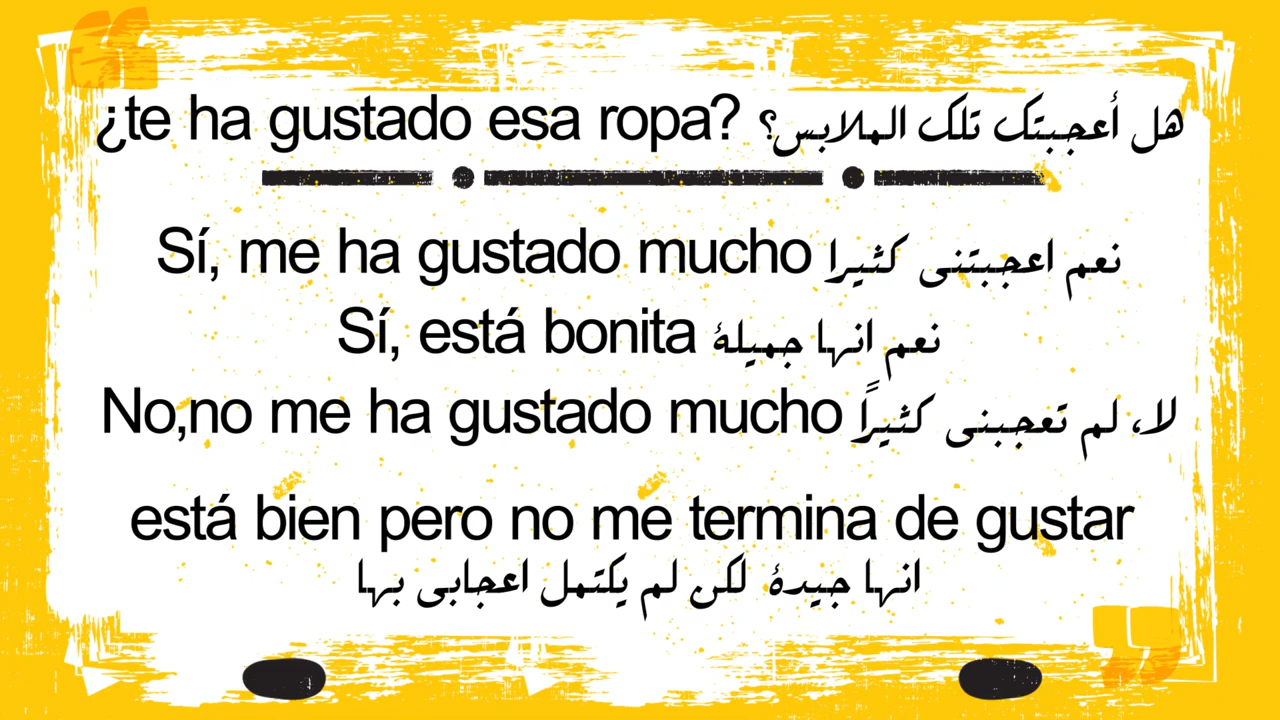 ¿te ha gustado esa ropa? هل أعجبتك تلك الملابس؟
Sí, me ha gustado mucho نعم اعجبتنى كثيرا
Sí, está bonita نعم انها جميلة
No,no me ha gustado mucho لا، لم تعجبنى كثيراً
está bien pero no me termina de gustar
انها جيدة لكن لم يكتمل اعجابى بها